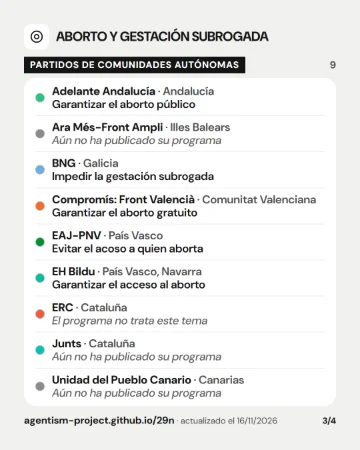 ABORTO Y GESTACIÓN SUBROGADA
PARTIDOS DE COMUNIDADES AUTÓNOMAS 9
Adelante Andalucía · Andalucía
Garantizar el aborto público
Ara Més-Front Ampli · Illes Balears
Aún no ha publicado su programa
BNG · Galicia
Impedir la gestación subrogada
Compromís: Front Valencià · Comunitat Valenciana
Garantizar el aborto gratuito
EAJ-PNV · País Vasco
Evitar el acoso a quien aborta
EH Bildu · País Vasco, Navarra
Garantizar el acceso al aborto
ERC · Cataluña
El programa no trata este tema
Junts · Cataluña
Aún no ha publicado su programa
Unidad del Pueblo Canario · Canarias
Aún no ha publicado su programa
agentism-project.github.io/29n · actualizado el 16/11/2026 3/4